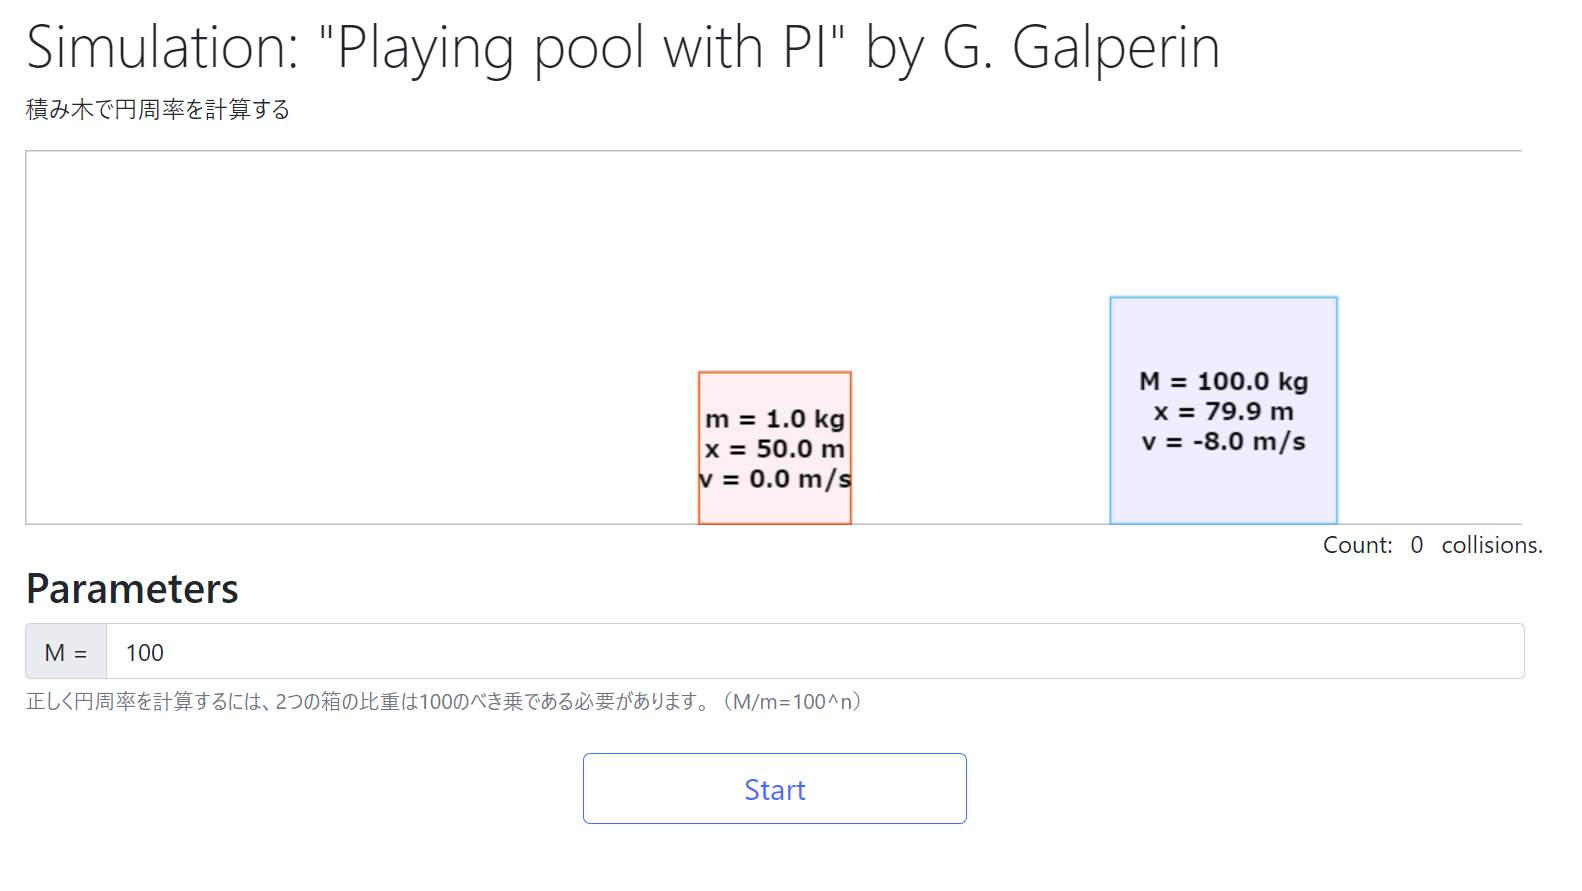 Simulation: "Playing pool with PI" by G. Galperin
積み木で円周率を計算する
m = 1.0 kg
x = 50.0 m
v = 0.0 m/s
M = 100.0 kg
x = 79.9 m
v = -8.0 m/s
Count: 0 collisions.
Parameters
M = 100
正しく円周率を計算するには、2つの箱の比重は100のべき乗である必要があります。（M/m=100^n）
Start